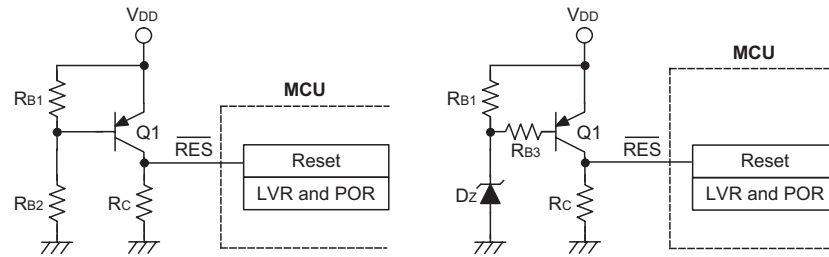 VDD
RB1
Q1
RB2
RC
RES
MCU
Reset
LVR and POR
VDD
RB1
RB3
Q1
DZ
RC
RES
MCU
Reset
LVR and POR